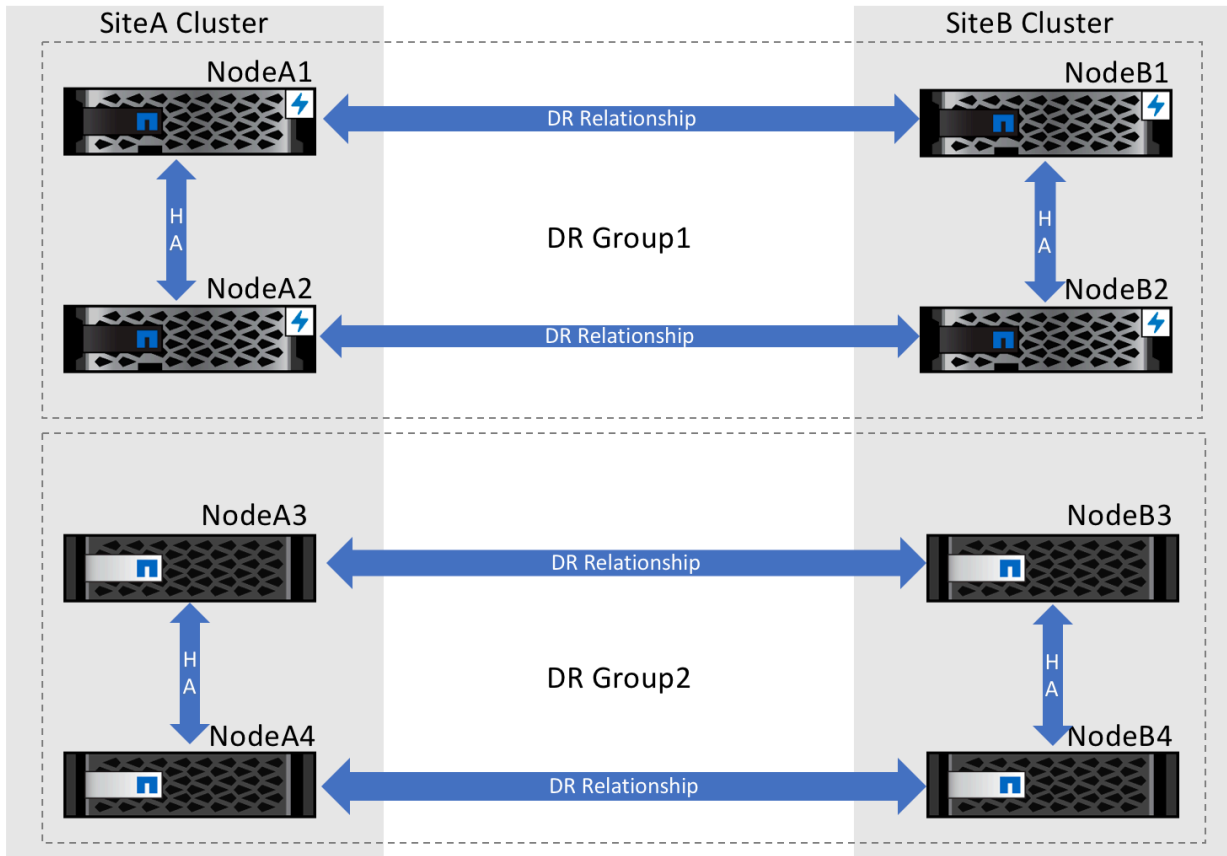 SiteA Cluster
SiteB Cluster
NodeA1
NodeB1
DR Relationship
H
A
H
A
DR Group1
NodeA2
NodeB2
DR Relationship
NodeA3
NodeB3
DR Relationship
H
A
H
A
DR Group2
NodeA4
NodeB4
DR Relationship